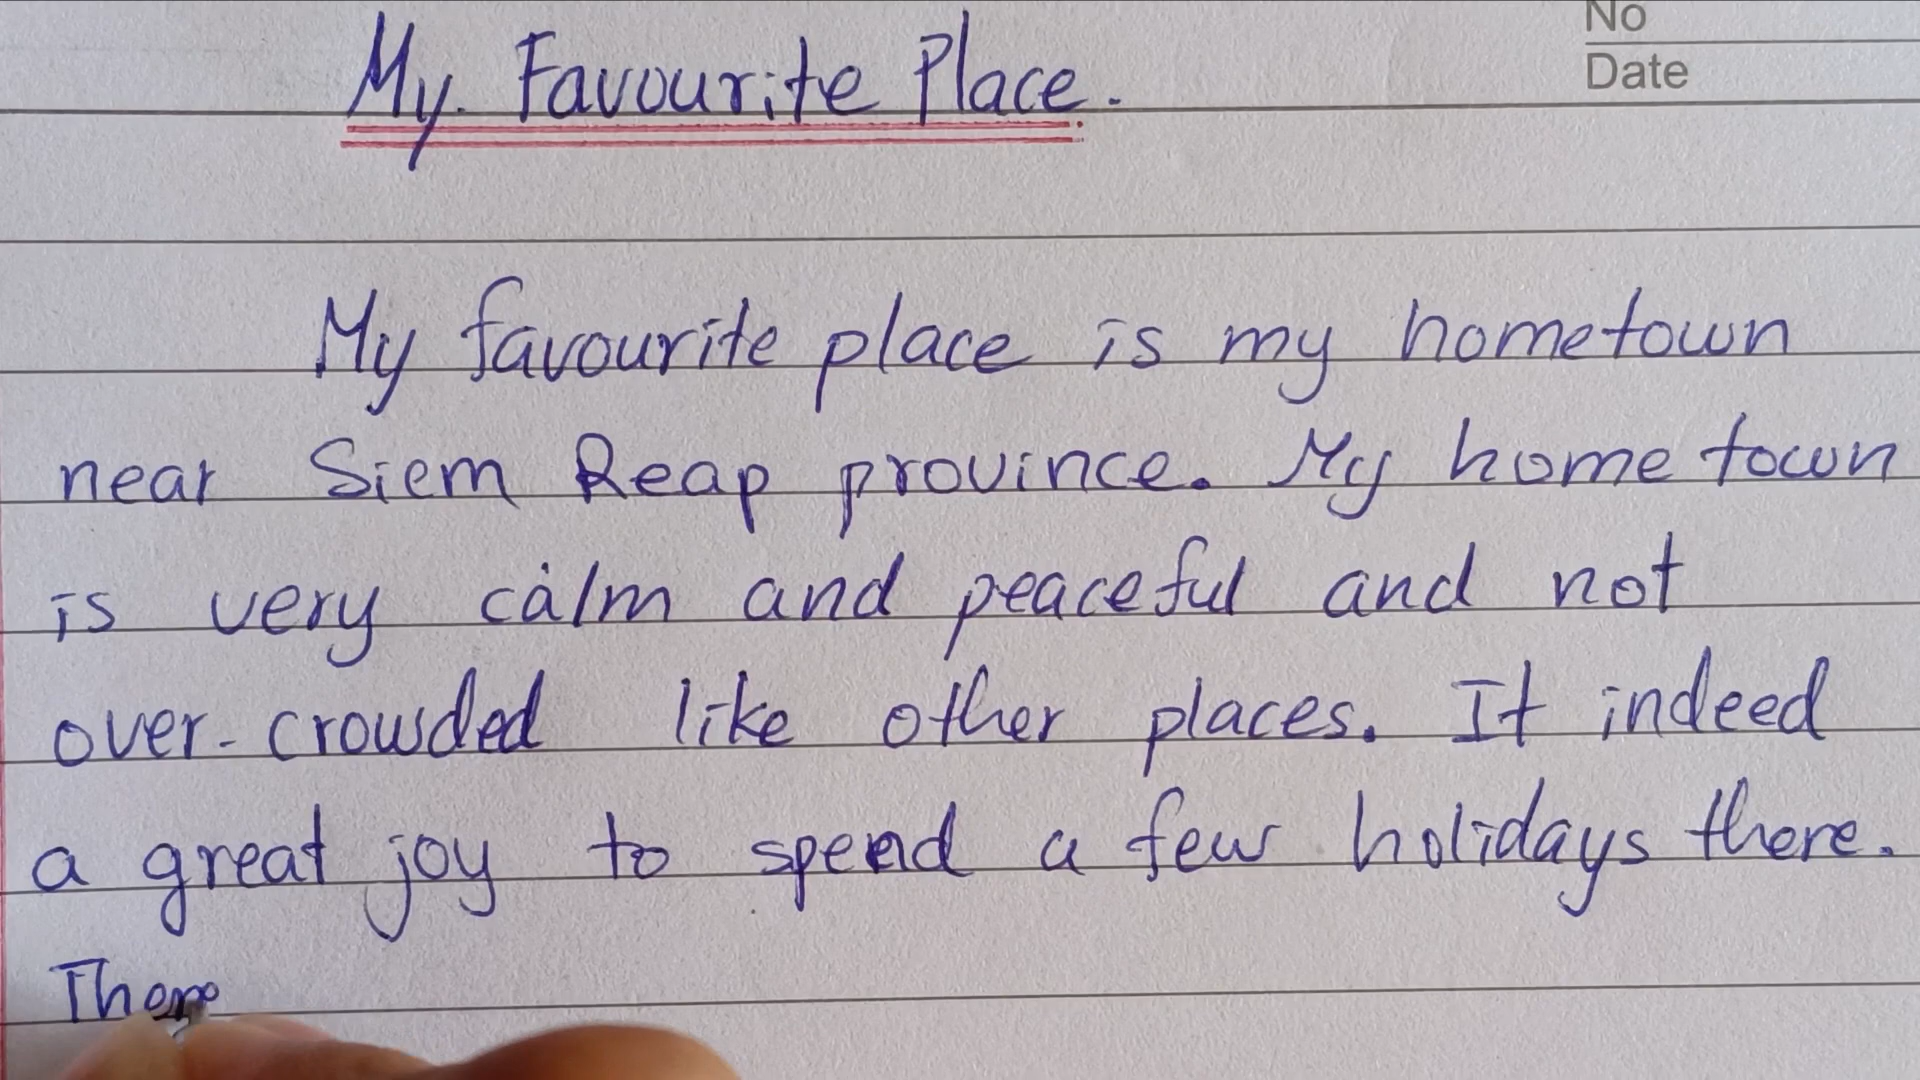 No
Date
My Favourite Place.
My favourite place is my hometown
near Siem Reap province. My home town
is very calm and peaceful and not
over-crowded like other places. It indeed
a great joy to spend a few holidays there.
There